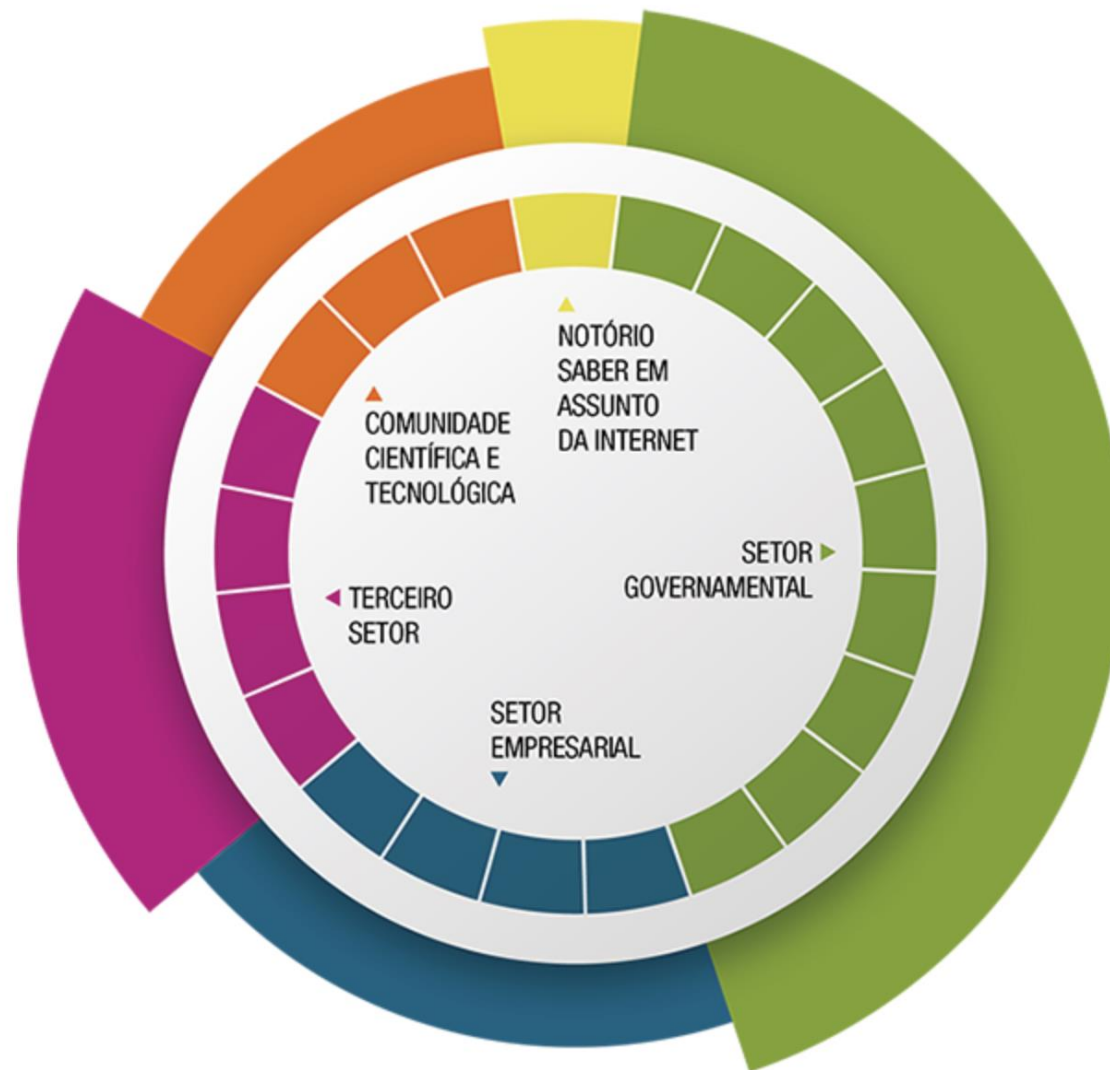 NOTÓRIO
SABER EM
ASSUNTO
DA INTERNET
COMUNIDADE
CIENTÍFICA E
TECNOLÓGICA
SETOR
GOVERNAMENTAL
TERCEIRO
SETOR
SETOR
EMPRESARIAL